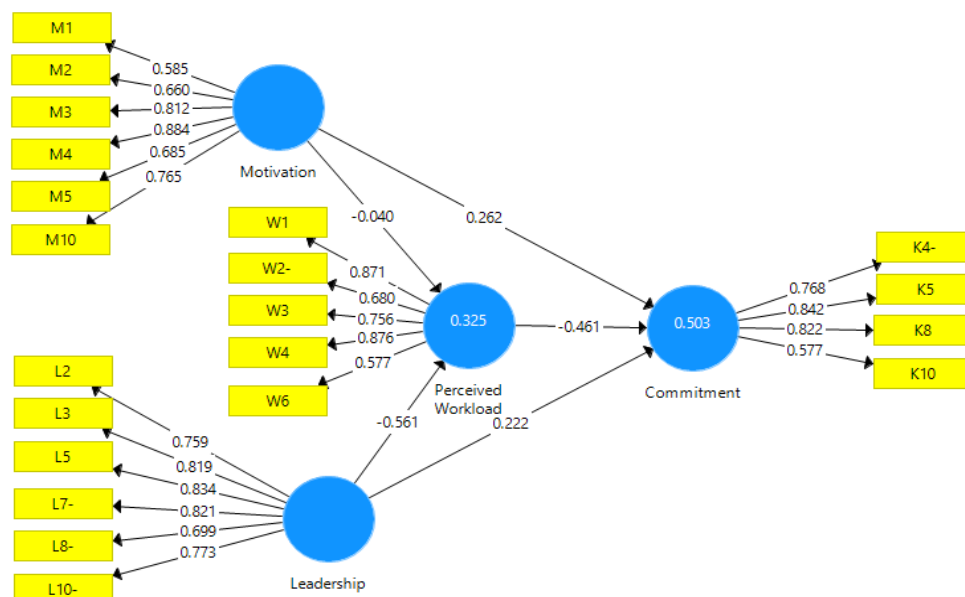 M1
M2
M3
M4
M5
M10
0.585
0.660
0.812
0.884
0.685
0.765
Motivation
-0.040
0.262
W1
W2-
W3
W4
W6
0.871
0.680
0.756
0.876
0.577
0.325
Perceived
Workload
-0.461
0.503
Commitment
0.768
0.842
0.822
0.577
K4-
K5
K8
K10
L2
L3
L5
L7-
L8-
L10-
0.759
0.819
0.834
0.821
0.699
0.773
Leadership
-0.561
0.222